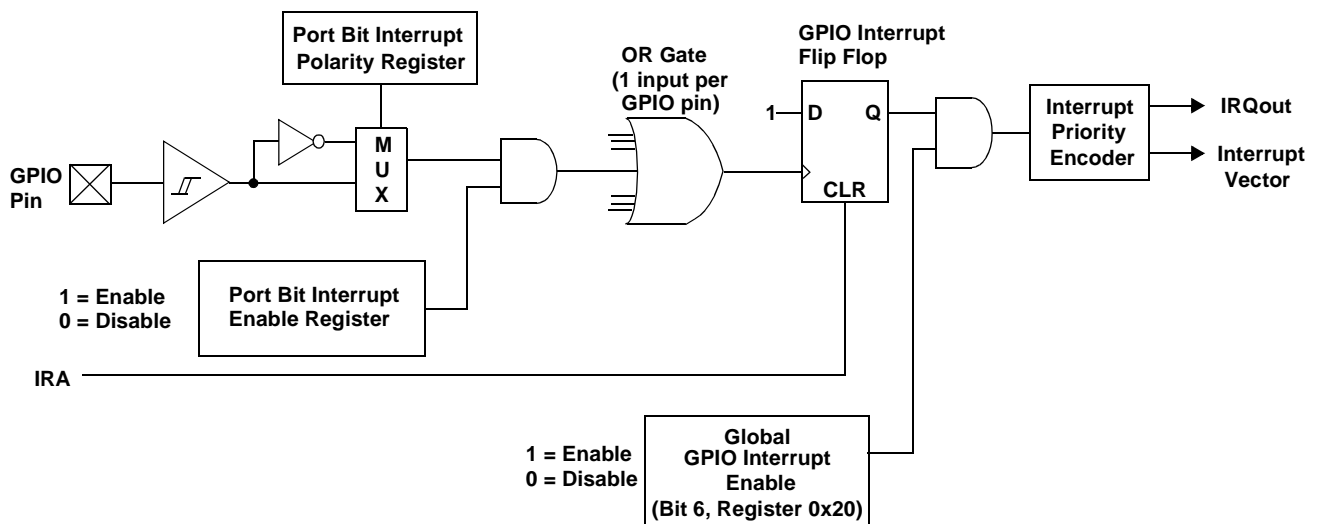 Port Bit Interrupt
Polarity Register
OR Gate
(1 input per
GPIO pin)
GPIO Interrupt
Flip Flop
GPIO
Pin
M
U
X
1
D
Q
CLR
Interrupt
Priority
Encoder
IRQout
Interrupt
Vector
1 = Enable
0 = Disable
Port Bit Interrupt
Enable Register
IRA
1 = Enable
0 = Disable
Global
GPIO Interrupt
Enable
(Bit 6, Register 0x20)